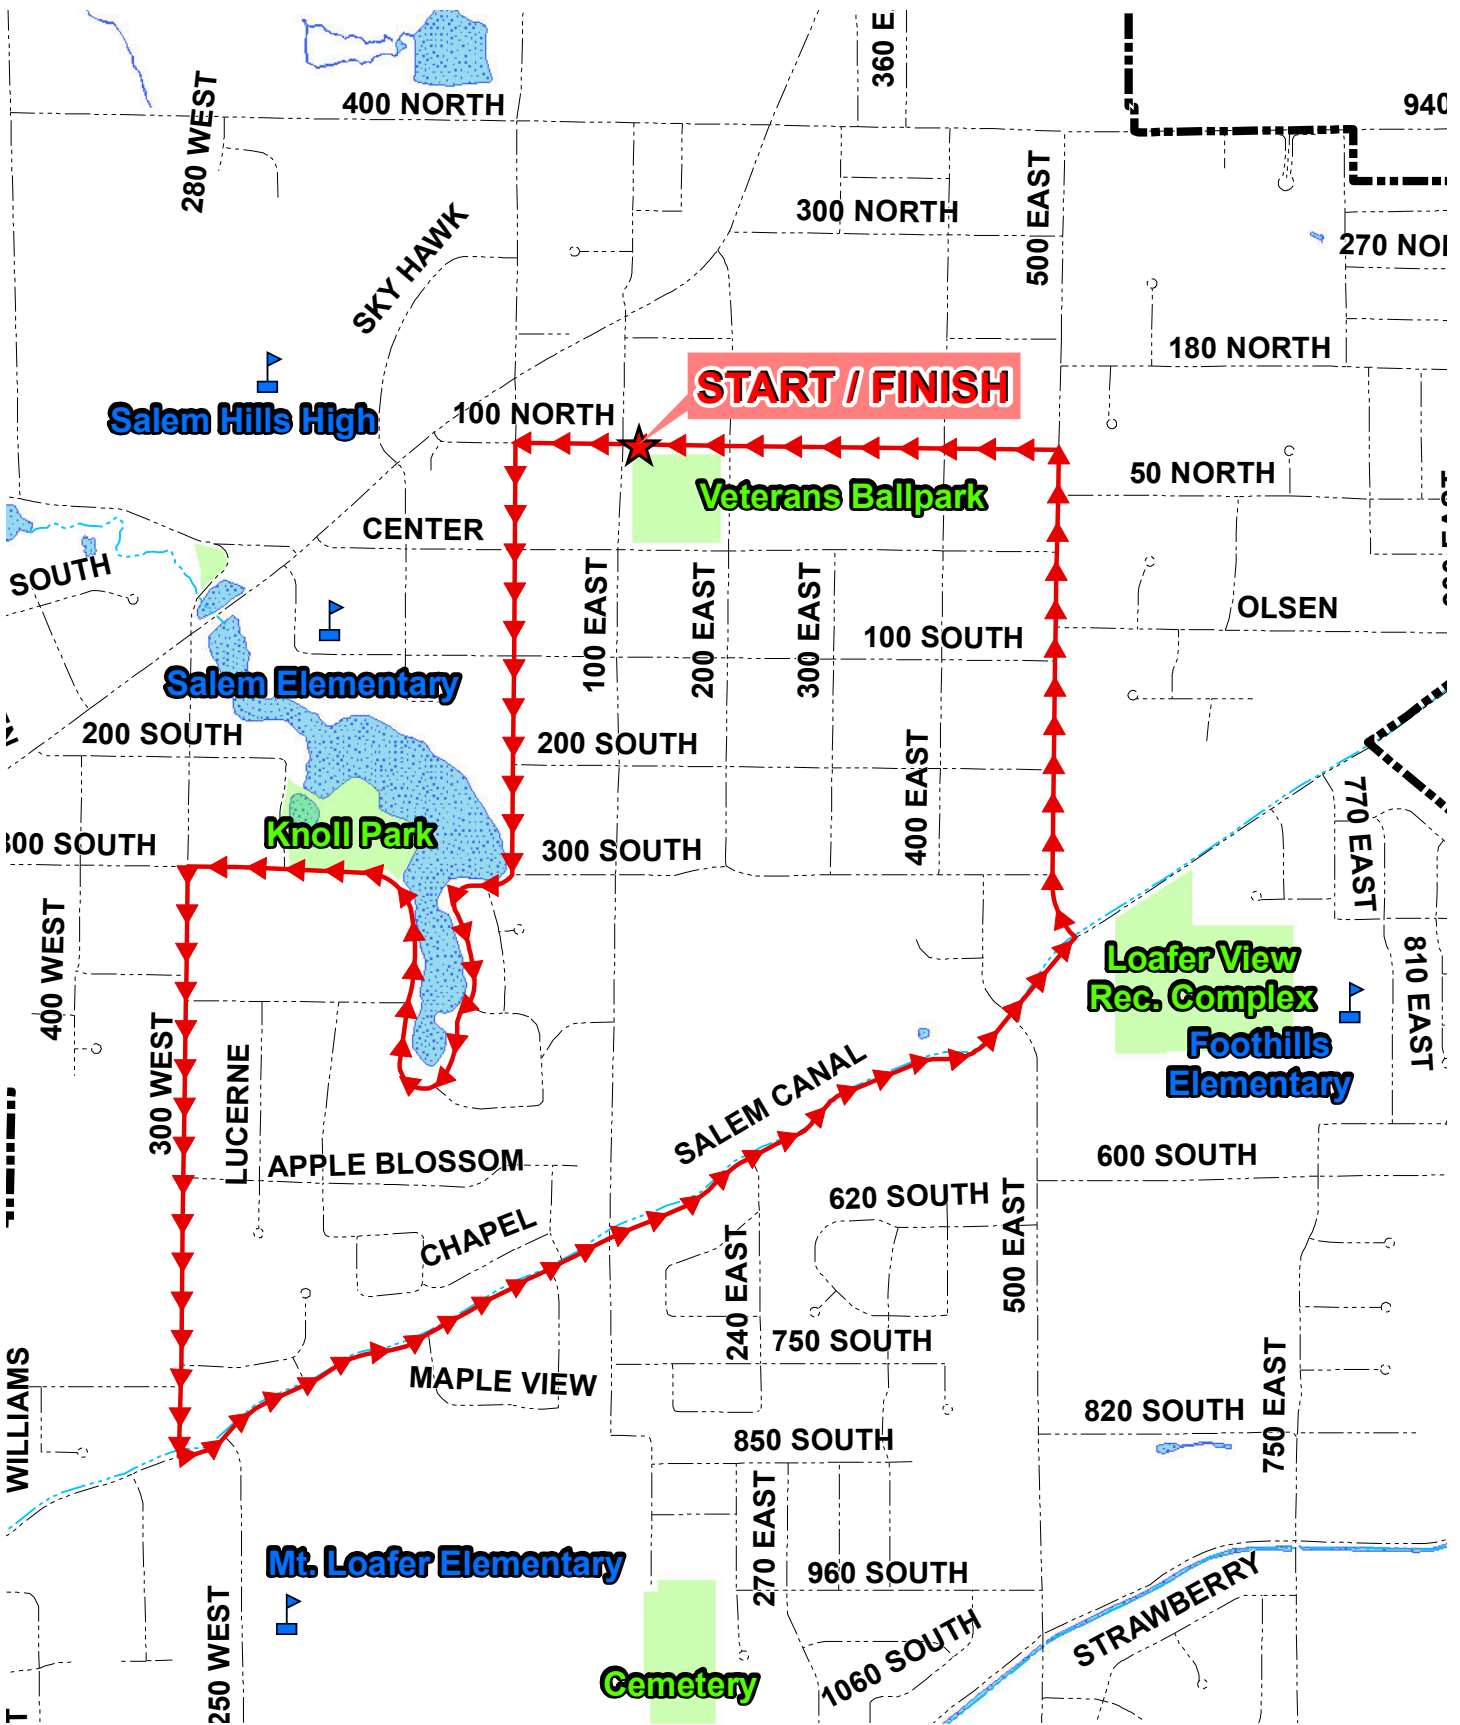 360 E
400 NORTH
940
280 WEST
500 EAST
300 NORTH
SKY HAWK
270 NO
180 NORTH
START / FINISH
100 NORTH
Salem Hills High
50 NORTH
Veterans Ballpark
CENTER
SOUTH
100 EAST
200 EAST
300 EAST
OLSEN
100 SOUTH
Salem Elementary
200 SOUTH
200 SOUTH
400 EAST
770 EAST
Knoll Park
300 SOUTH
300 SOUTH
400 WEST
810 EAST
Loafer View
Rec. Complex
300 WEST
LUCERNE
Foothills
Elementary
SALEM CANAL
APPLE BLOSSOM
600 SOUTH
620 SOUTH
CHAPEL
500 EAST
240 EAST
750 SOUTH
MAPLE VIEW
WILLIAMS
750 EAST
820 SOUTH
850 SOUTH
270 EAST
Mt. Loafer Elementary
960 SOUTH
STRAWBERRY
250 WEST
1060 SOUTH
Cemetery
T